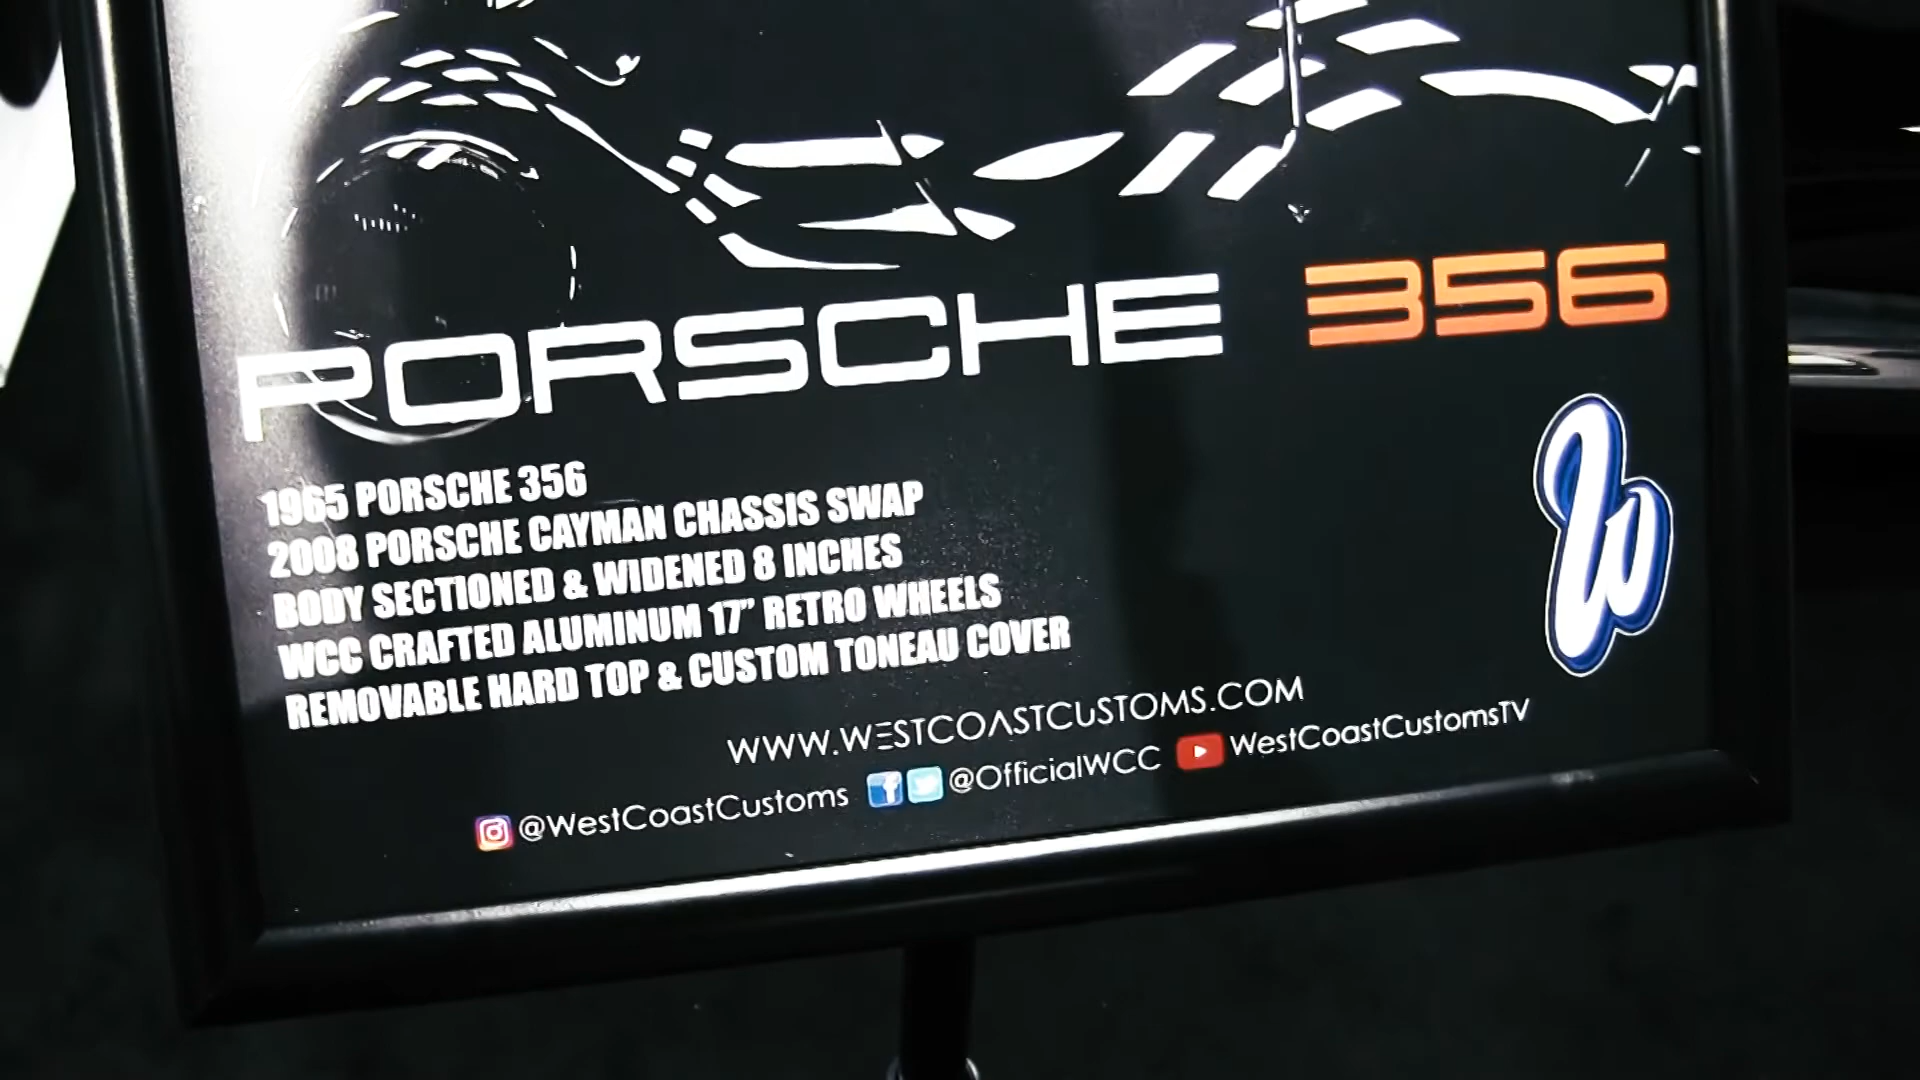 PORSCHE 356
1965 PORSCHE 356
2008 PORSCHE CAYMAN CHASSIS SWAP
BODY SECTIONED & WIDENED 8 INCHES
WCC CRAFTED ALUMINUM 17" RETRO WHEELS
REMOVABLE HARD TOP & CUSTOM TONEAU COVER
W
WWW.WESTCOASTCUSTOMS.COM
@WestCoastCustoms @OfficialWCC WestCoastCustomsTV